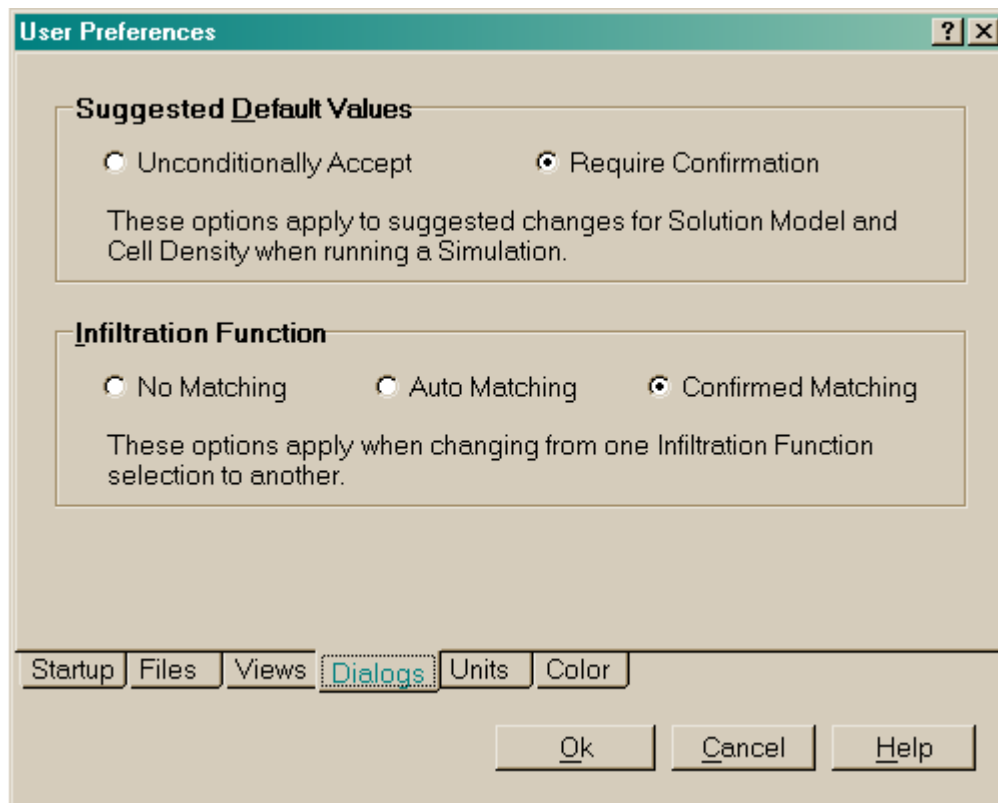 User Preferences
Suggested Default Values
Unconditionally Accept Require Confirmation
These options apply to suggested changes for Solution Model and
Cell Density when running a Simulation.
Infiltration Function
No Matching Auto Matching Confirmed Matching
These options apply when changing from one Infiltration Function
selection to another.
Startup Files Views Dialogs Units Color
Ok Cancel Help